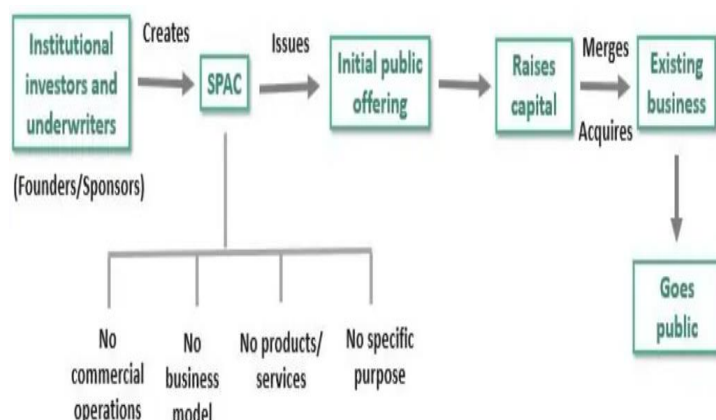 Institutional
investors and
underwriters
(Founders/Sponsors)
Creates
SPAC
Issues
Initial public
offering
Raises
capital
Merges
Acquires
Existing
business
Goes
public
No
commercial
operations
No
business
model
No products/
services
No specific
purpose